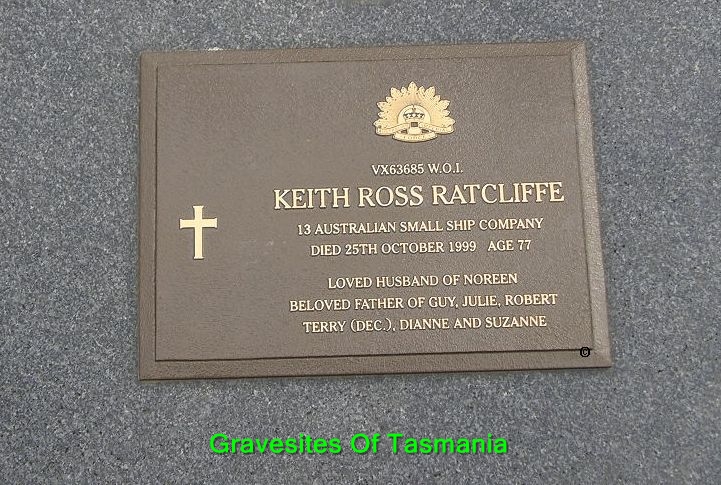 VX63685 W.O.I.
KEITH ROSS RATCLIFFE
13 AUSTRALIAN SMALL SHIP COMPANY
DIED 25TH OCTOBER 1999 AGE 77
LOVED HUSBAND OF NOREEN
BELOVED FATHER OF GUY, JULIE, ROBERT
TERRY (DEC.), DIANNE AND SUZANNE
©
Gravesites Of Tasmania